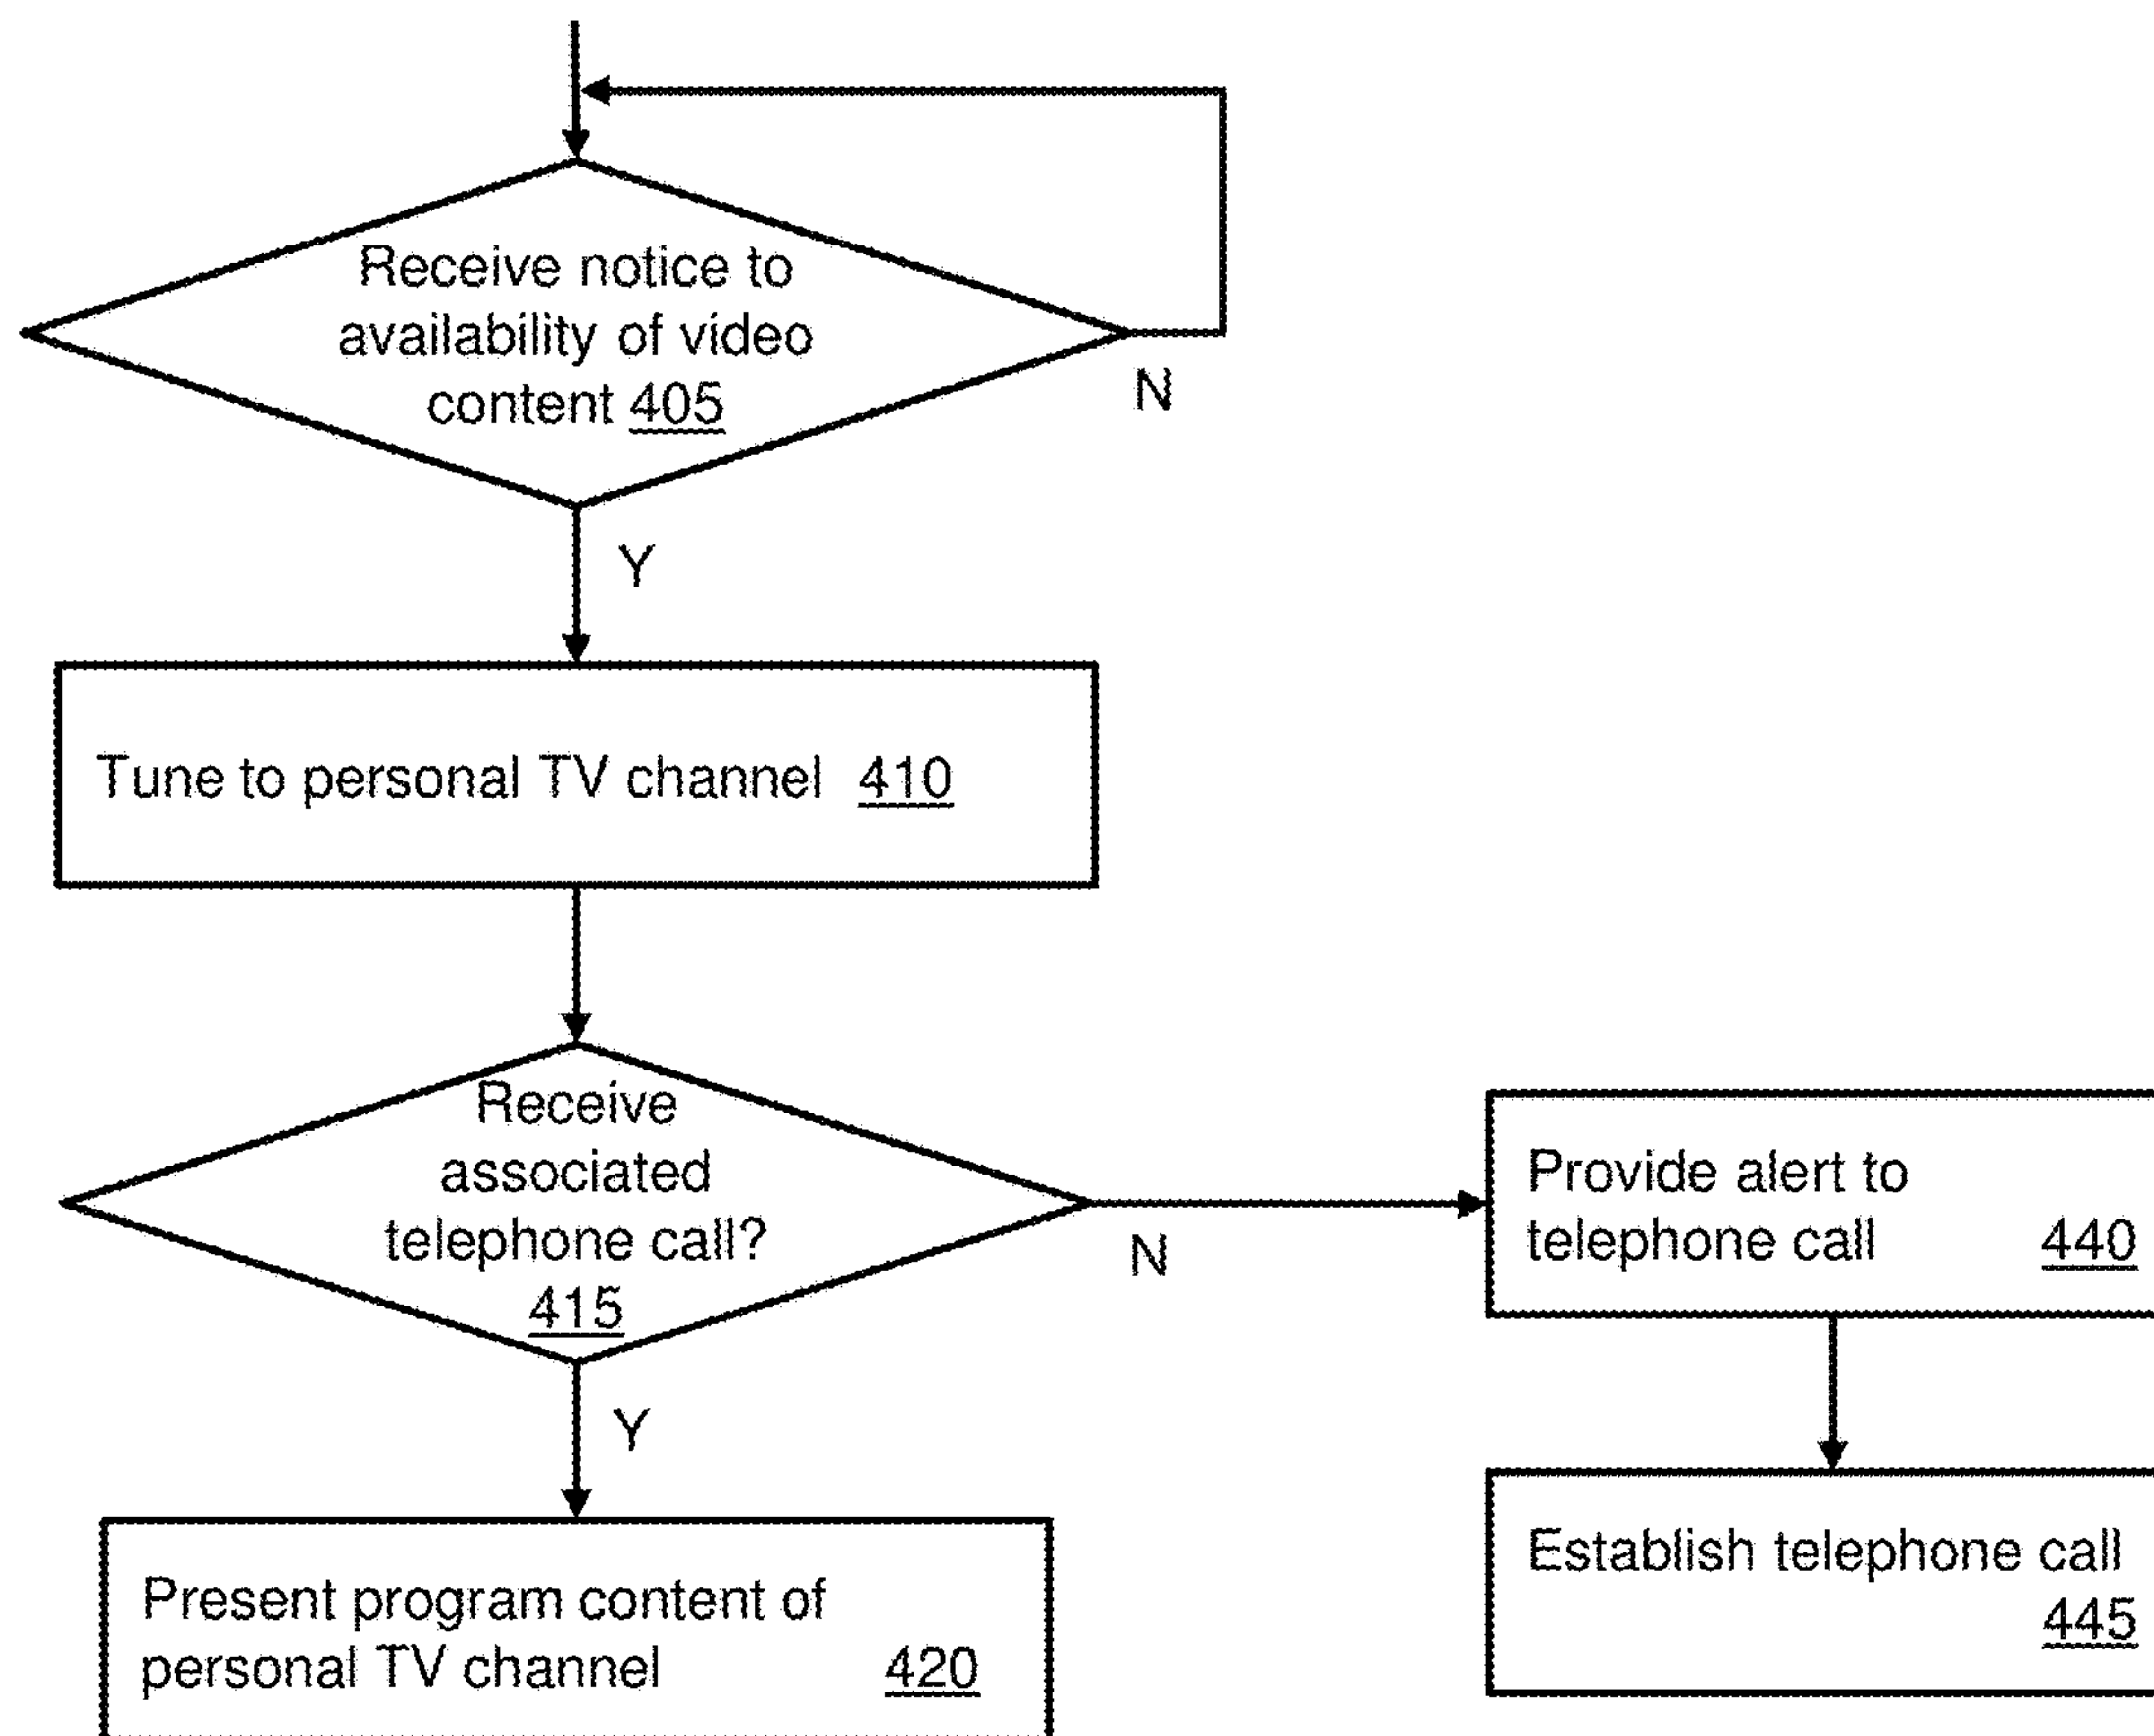 Receive notice to
availability of video
content 405
N
Y
Tune to personal TV channel 410
Receive
associated
telephone call?
415
N
Y
Provide alert to
telephone call 440
Establish telephone call
445
Present program content of
personal TV channel 420